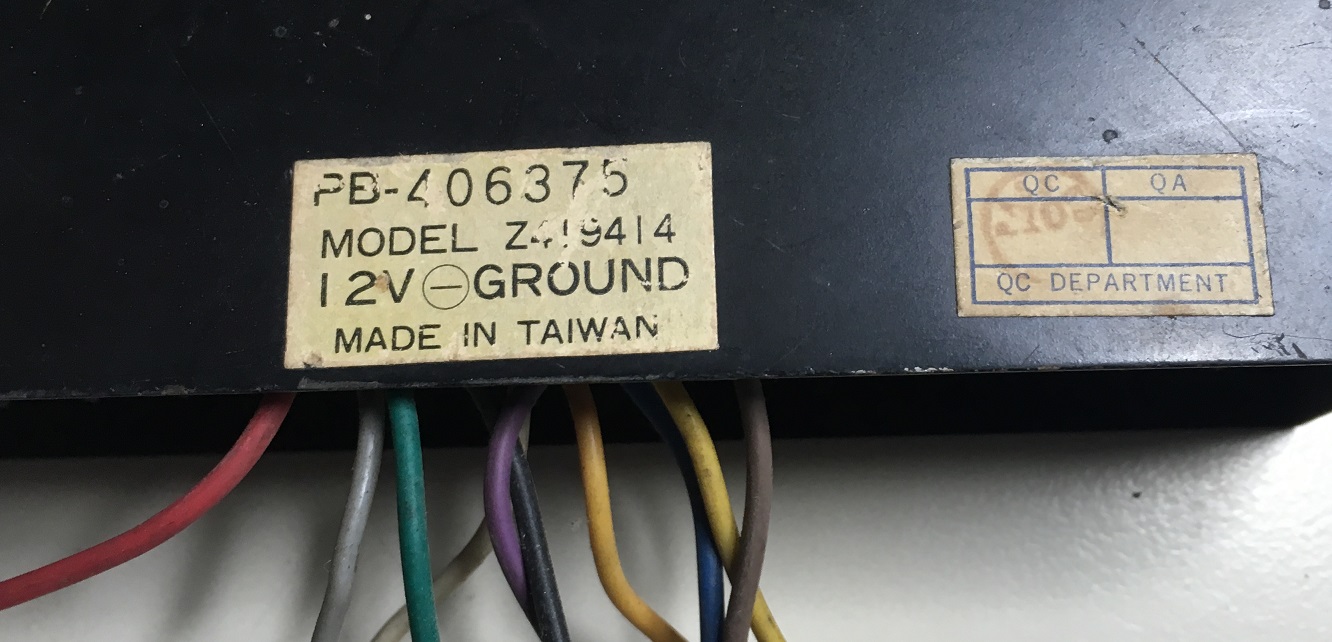 PB-406375
MODEL Z419414
12V ⊖ GROUND
MADE IN TAIWAN
QC QA
QC DEPARTMENT